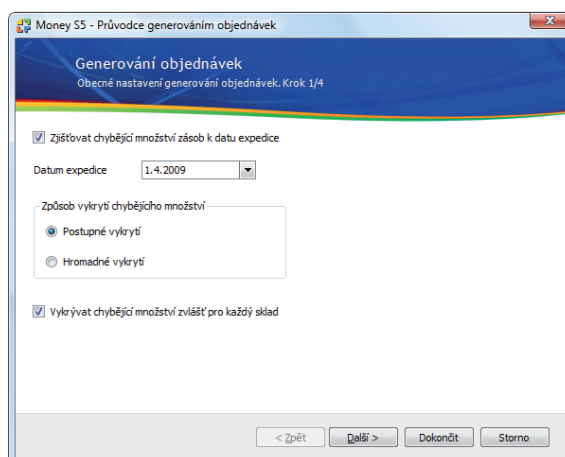 Money S5 - Průvodce generováním objednávek
Generování objednávek
Obecné nastavení generování objednávek. Krok 1/4
Zjišťovat chybějící množství zásob k datu expedice
Datum expedice 1.4.2009
Způsob vykrytí chybějícího množství
Postupné vykrytí
Hromadné vykrytí
Vykrývat chybějící množství zvlášť pro každý sklad
< Zpět Další > Dokončit Storno